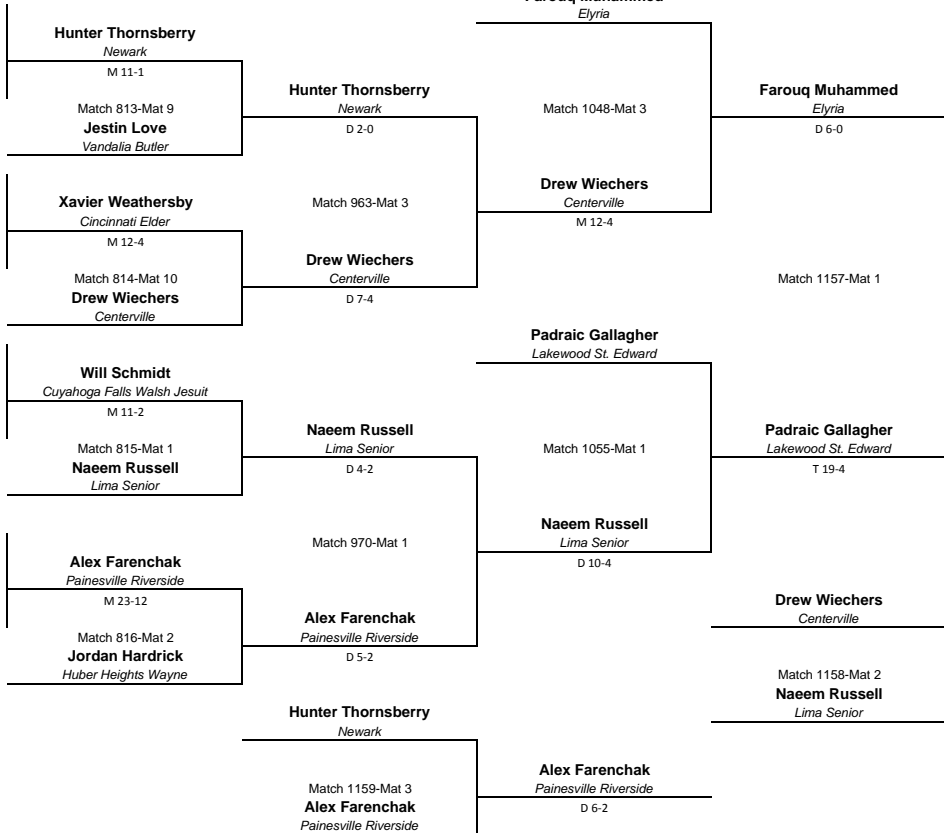 Hunter Thornsberry
Newark
M 11-1
Match 813-Mat 9
Jestin Love
Vandalia Butler
Xavier Weathersby
Cincinnati Elder
M 12-4
Match 814-Mat 10
Drew Wiechers
Centerville
Will Schmidt
Cuyahoga Falls Walsh Jesuit
M 11-2
Match 815-Mat 1
Naeem Russell
Lima Senior
Alex Farenchak
Painesville Riverside
M 23-12
Match 816-Mat 2
Jordan Hardrick
Huber Heights Wayne
Hunter Thornsberry
Newark
D 2-0
Match 963-Mat 3
Drew Wiechers
Centerville
D 7-4
Naeem Russell
Lima Senior
D 4-2
Match 970-Mat 1
Alex Farenchak
Painesville Riverside
D 5-2
Hunter Thornsberry
Newark
Match 1159-Mat 3
Alex Farenchak
Painesville Riverside
Farouq Muhammed
Elyria
Match 1048-Mat 3
Drew Wiechers
Centerville
M 12-4
Padraic Gallagher
Lakewood St. Edward
Match 1055-Mat 1
Naeem Russell
Lima Senior
D 10-4
Alex Farenchak
Painesville Riverside
D 6-2
Farouq Muhammed
Elyria
D 6-0
Match 1157-Mat 1
Padraic Gallagher
Lakewood St. Edward
T 19-4
Drew Wiechers
Centerville
Match 1158-Mat 2
Naeem Russell
Lima Senior